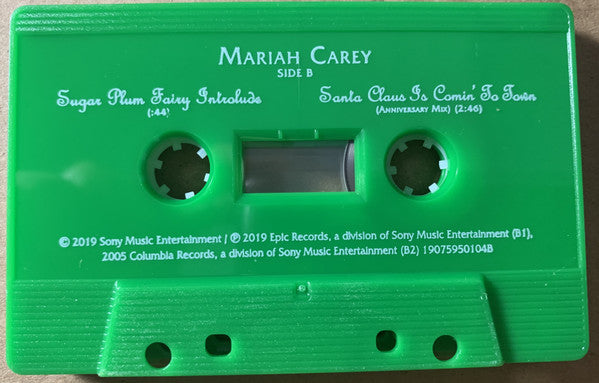 MARIAH CAREY
SIDE B
Sugar Plum Fairy Introlude
(:44)
Santa Claus Is Comin' To Town
(ANNIVERSARY MIX) (2:46)
© 2019 Sony Music Entertainment / ℗ 2019 Epic Records, a division of Sony Music Entertainment (B1),
2005 Columbia Records, a division of Sony Music Entertainment (B2) 19075950104B